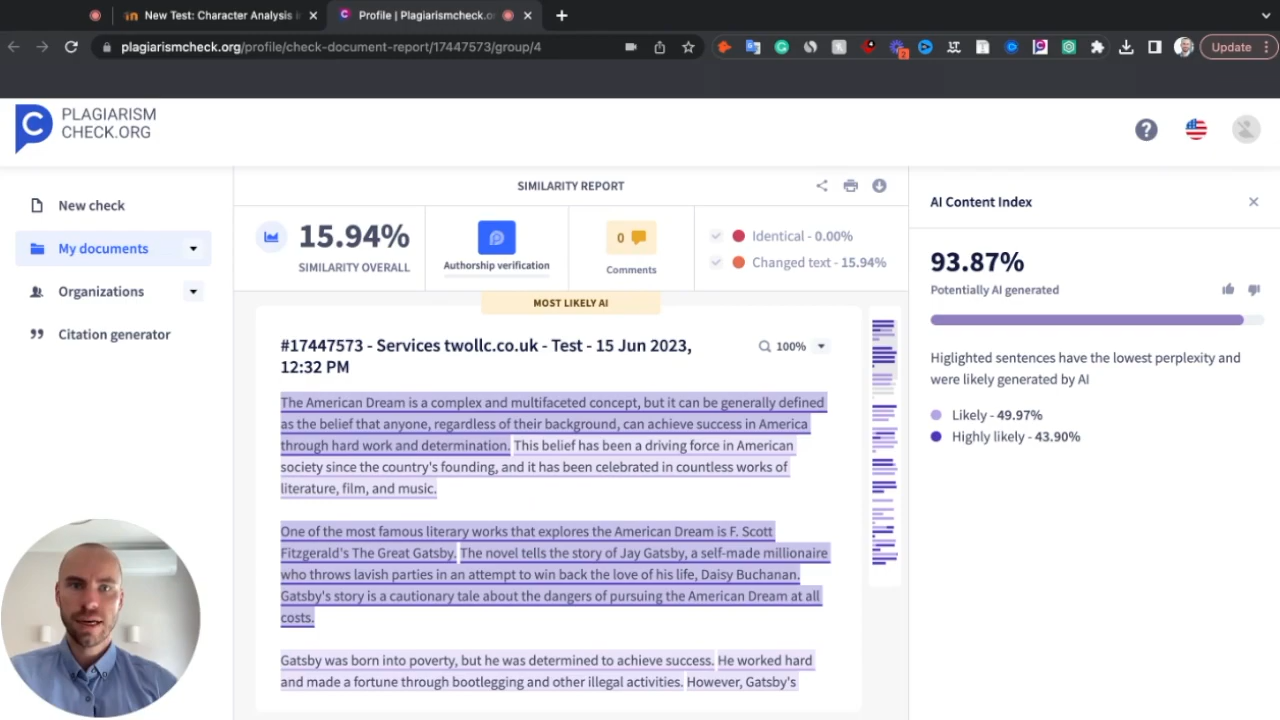 New Test: Character Analysis i
Profile | Plagiarismcheck.or
plagiarismcheck.org/profile/check-document-report/17447573/group/4
2
Update
PLAGIARISM
CHECK.ORG
New check
My documents
Organizations
Citation generator
SIMILARITY REPORT
15.94%
SIMILARITY OVERALL
Authorship verification
0
Comments
Identical - 0.00%
Changed text - 15.94%
MOST LIKELY AI
#17447573 - Services twollc.co.uk - Test - 15 Jun 2023,
12:32 PM
100%
The American Dream is a complex and multifaceted concept, but it can be generally defined
as the belief that anyone, regardless of their background, can achieve success in America
through hard work and determination. This belief has been a driving force in American
society since the country's founding, and it has been celebrated in countless works of
literature, film, and music.
One of the most famous literary works that explores the American Dream is F. Scott
Fitzgerald's The Great Gatsby. The novel tells the story of Jay Gatsby, a self-made millionaire
who throws lavish parties in an attempt to win back the love of his life, Daisy Buchanan.
Gatsby's story is a cautionary tale about the dangers of pursuing the American Dream at all
costs.
Gatsby was born into poverty, but he was determined to achieve success. He worked hard
and made a fortune through bootlegging and other illegal activities. However, Gatsby's
AI Content Index
93.87%
Potentially AI generated
Higlighted sentences have the lowest perplexity and
were likely generated by AI
Likely - 49.97%
Highly likely - 43.90%